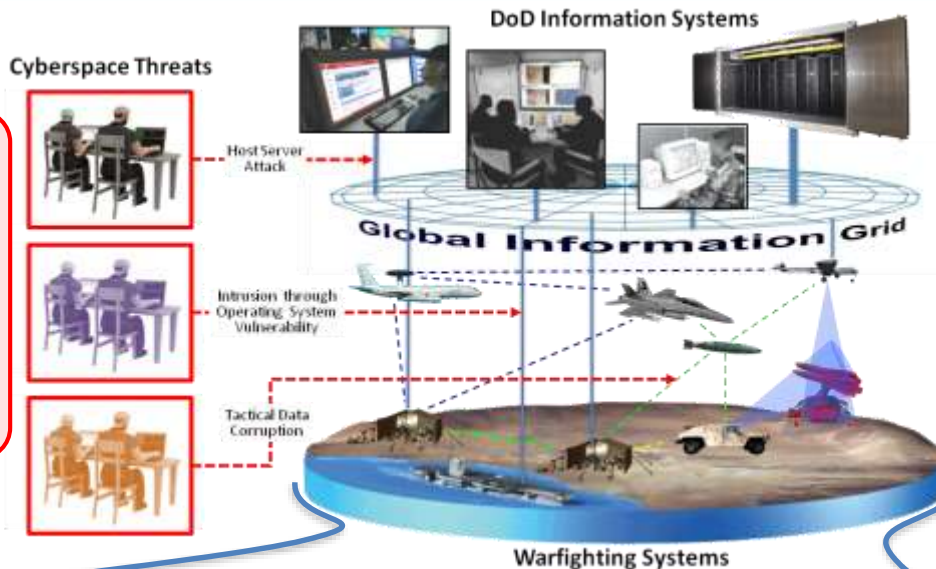 DoD Information Systems
Cyberspace Threats
Host Server
Attack
Global Information Grid
Intrusion through
Operating System
Vulnerability
Tactical Data
Corruption
Warfighting Systems